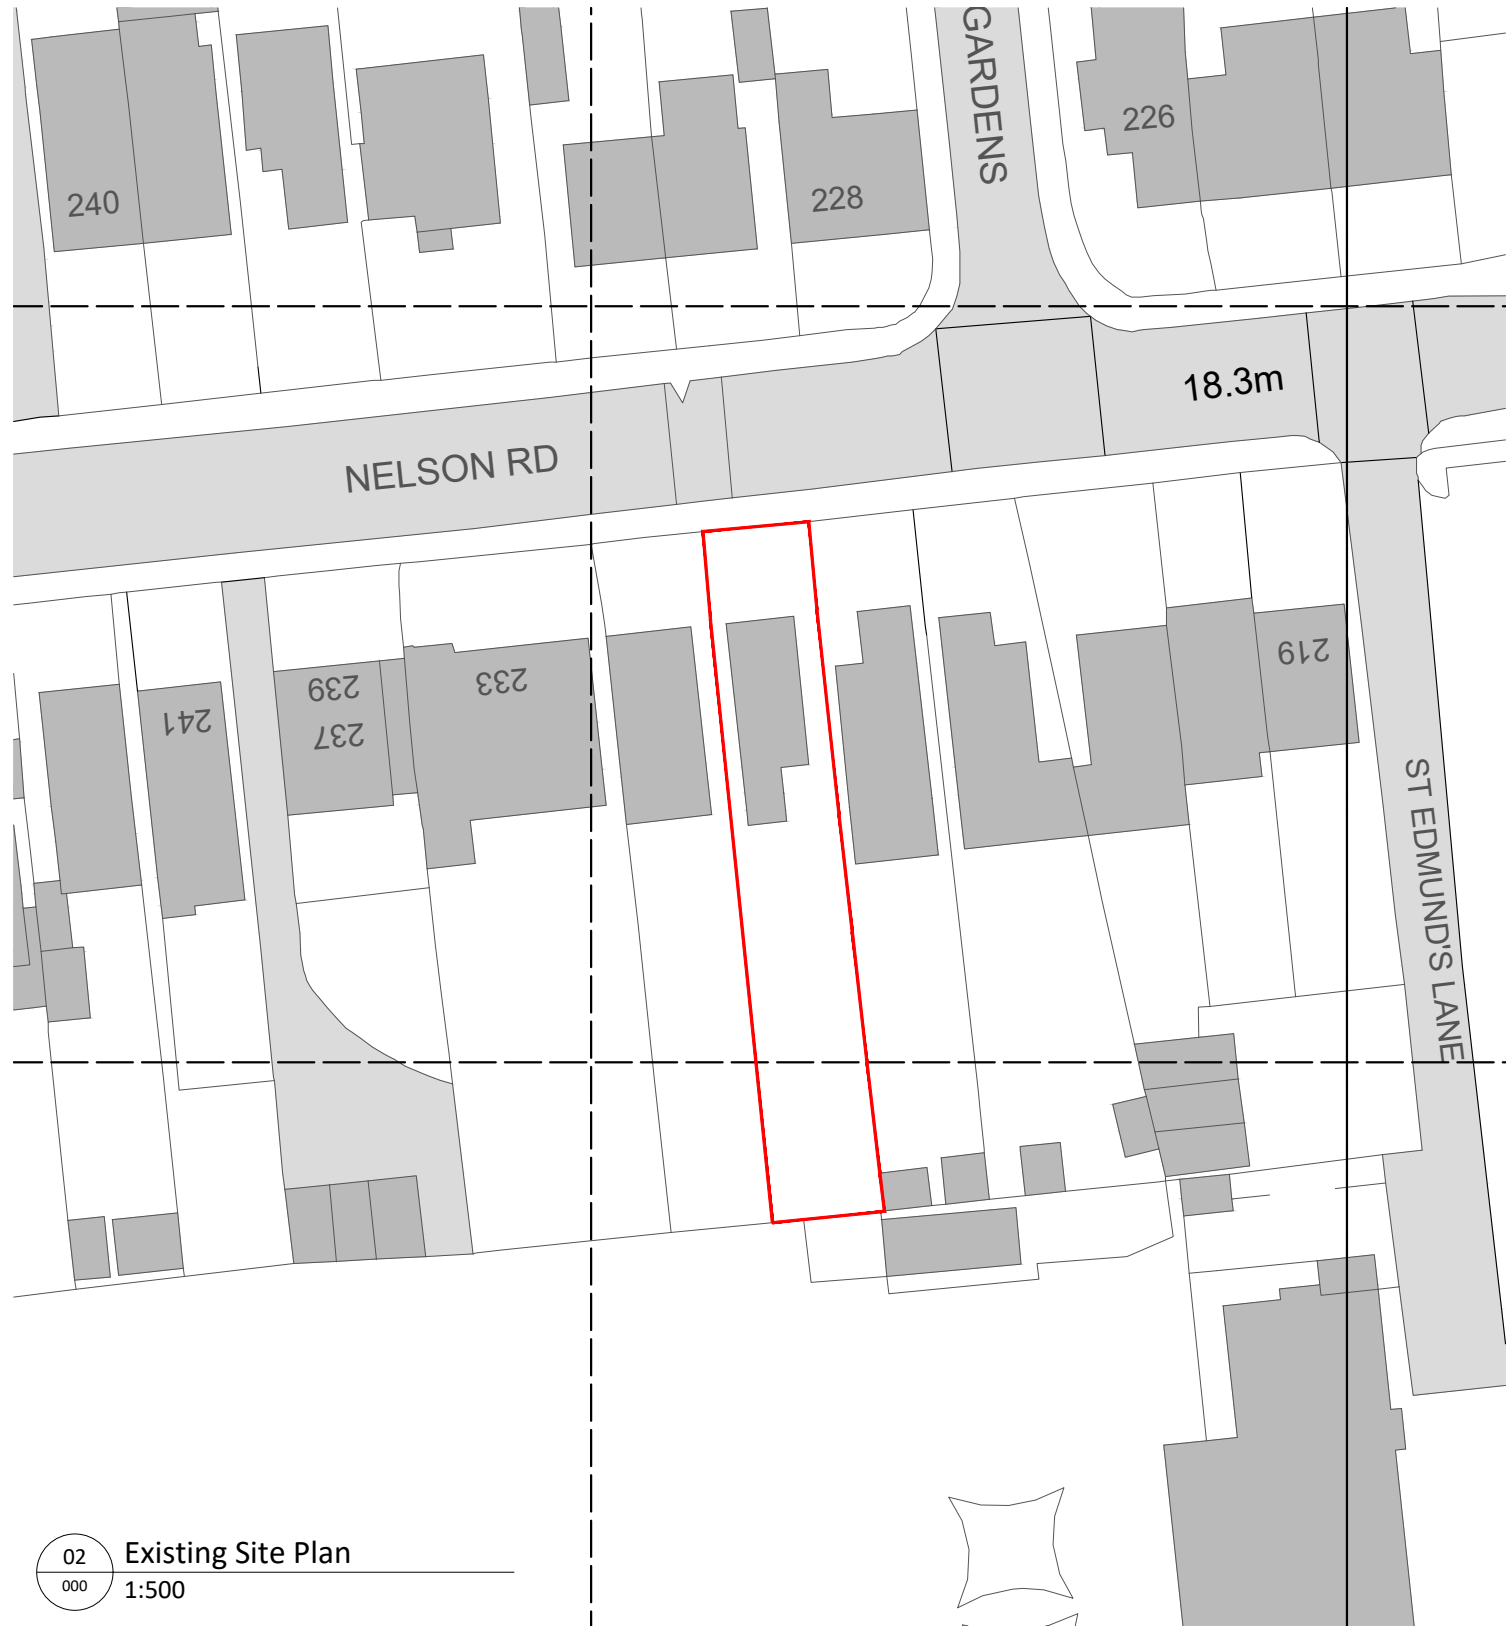 GARDENS
226
240
228
18.3m
NELSON RD
219
239
233
241
237
ST EDMUND'S LANE
02
000
Existing Site Plan
1:500